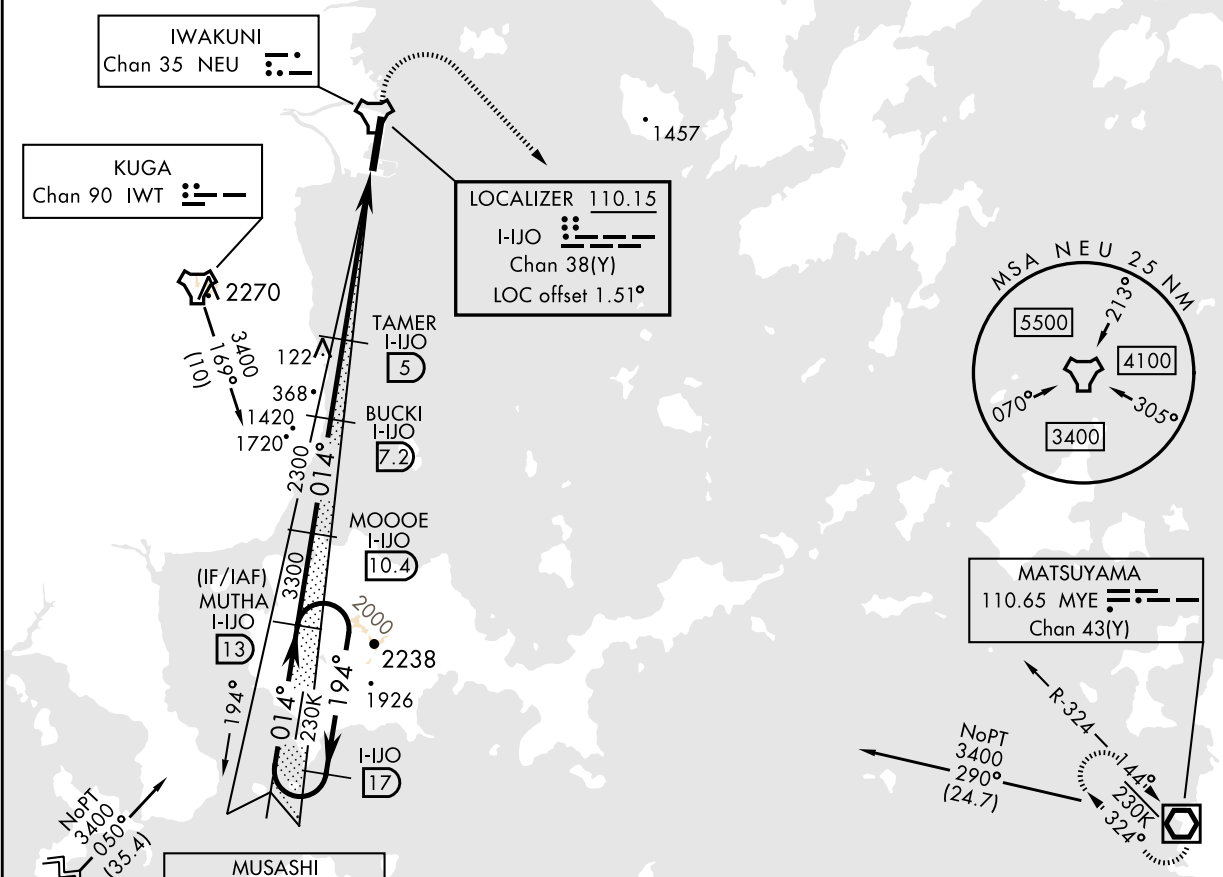 IWAKUNI
Chan 35 NEU
1457
KUGA
Chan 90 IWT
LOCALIZER 110.15
I-IJO
Chan 38(Y)
LOC offset 1.51°
2270
3400
169°
(10)
TAMER
I-IJO
5
122
368
1420
1720
BUCKI
I-IJO
7.2
2300
014°
MOOOE
I-IJO
10.4
3300
(IF/IAF)
MUTHA
I-IJO
13
2000
2238
1926
194°
014°
230K
194°
I-IJO
17
NoPT
3400
050°
(35.4)
MUSASHI
MSA NEU 25 NM
213°
5500
4100
070°
305°
3400
MATSUYAMA
110.65 MYE
Chan 43(Y)
R-324
NoPT
3400
290°
(24.7)
144°
230K
324°